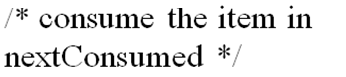 /* consume the item in
nextConsumed */